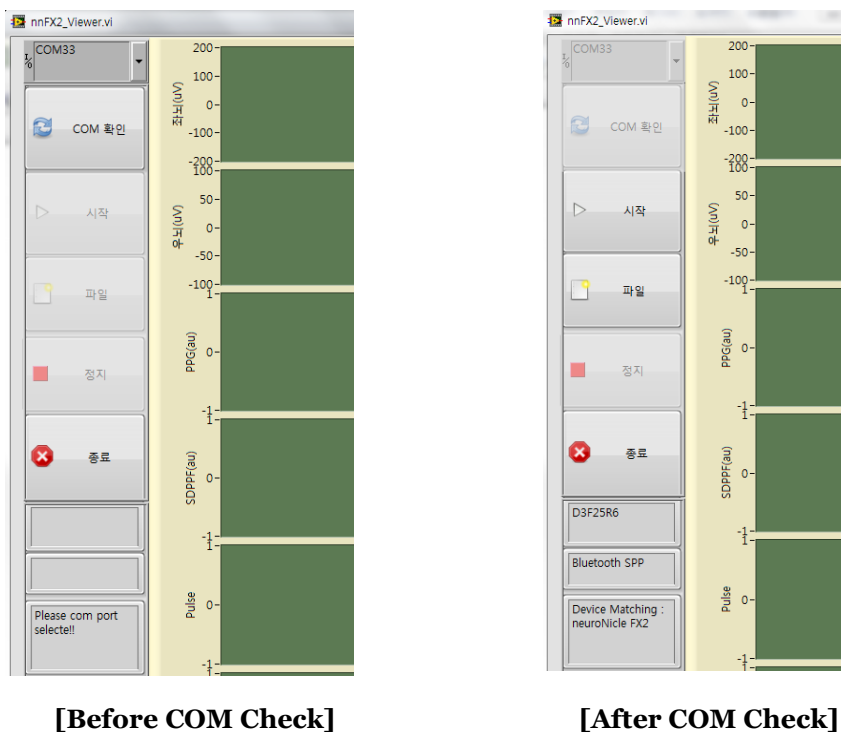 nnFX2_Viewer.vi
I/O
COM33
COM 확인
시작
파일
정지
종료
Please com port
selecte!!
200
100
0
-100
-200
좌뇌(uV)
100
50
0
-50
-100
우뇌(uV)
1
0
-1
PPG(au)
1
0
-1
SDPPF(au)
1
0
-1
Pulse
1
[Before COM Check]
nnFX2_Viewer.vi
I/O
COM33
COM 확인
시작
파일
정지
종료
D3F25R6
Bluetooth SPP
Device Matching :
neuroNicle FX2
200
100
0
-100
-200
좌뇌(uV)
100
50
0
-50
-100
우뇌(uV)
1
0
-1
PPG(au)
1
0
-1
SDPPF(au)
1
0
-1
Pulse
1
[After COM Check]